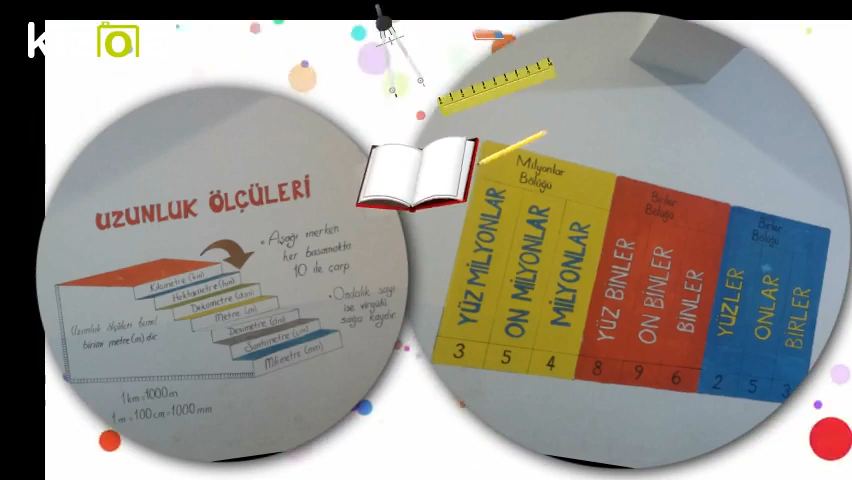 UZUNLUK ÖLÇÜLERİ
• Aşağı inerken
her basamakta
10 ile çarp
• Ondalık sayı
ise virgülü
sağa kaydır.
Kilometre (km)
Hektometre (hm)
Dekametre (dam)
Metre (m)
Desimetre (dm)
Santimetre (cm)
Milimetre (mm)
Uzunluk ölçüleri temel
birimi metre (m) dir
1 km = 1000 m
1 m = 100 cm = 1000 mm
Milyonlar
Bölüğü
Binler
Bölüğü
Birler
Bölüğü
YÜZ MİLYONLAR
ON MİLYONLAR
MİLYONLAR
YÜZ BİNLER
ON BİNLER
BİNLER
YÜZLER
ONLAR
BİRLER
3 5 4 8 9 6 2 5 3